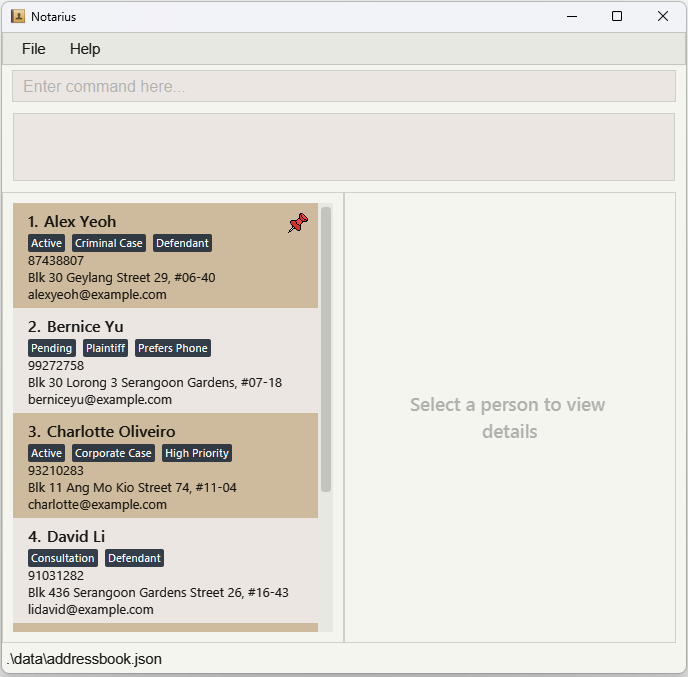 Notarius
File Help
Enter command here...
1. Alex Yeoh
Active Criminal Case Defendant
87438807
Blk 30 Geylang Street 29, #06-40
alexyeoh@example.com
2. Bernice Yu
Pending Plaintiff Prefers Phone
99272758
Blk 30 Lorong 3 Serangoon Gardens, #07-18
berniceyu@example.com
3. Charlotte Oliveiro
Active Corporate Case High Priority
93210283
Blk 11 Ang Mo Kio Street 74, #11-04
charlotte@example.com
4. David Li
Consultation Defendant
91031282
Blk 436 Serangoon Gardens Street 26, #16-43
lidavid@example.com
Select a person to view
details
.\data\addressbook.json